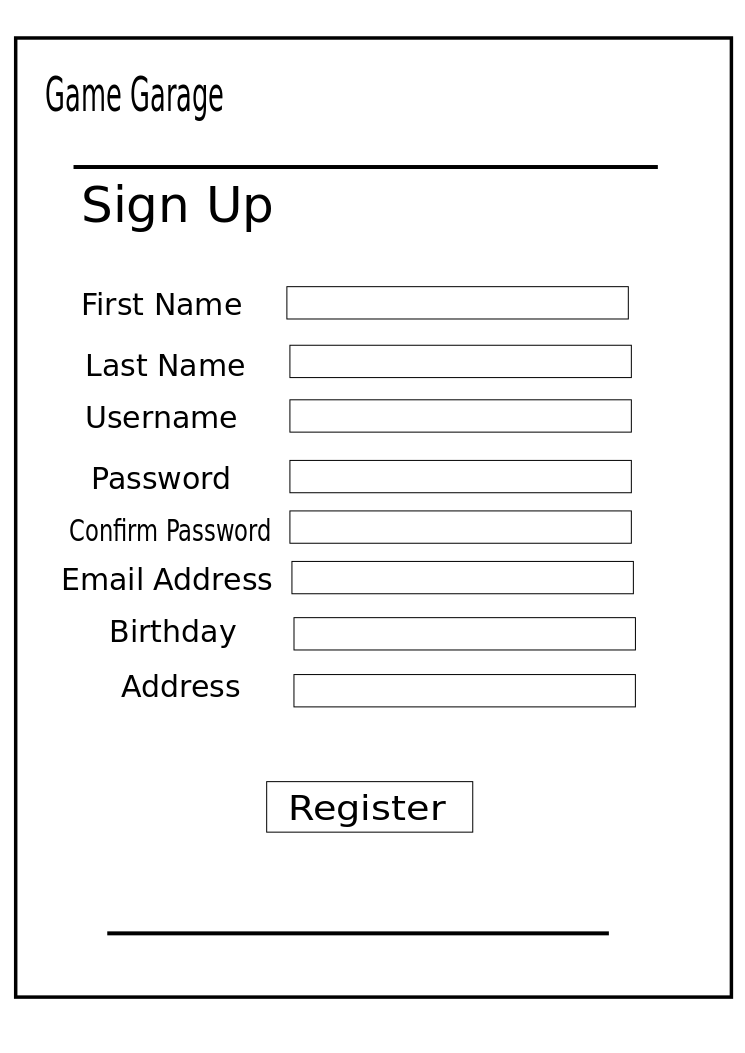 Game Garage
Sign Up
First Name
Last Name
Username
Password
Confirm Password
Email Address
Birthday
Address
Register